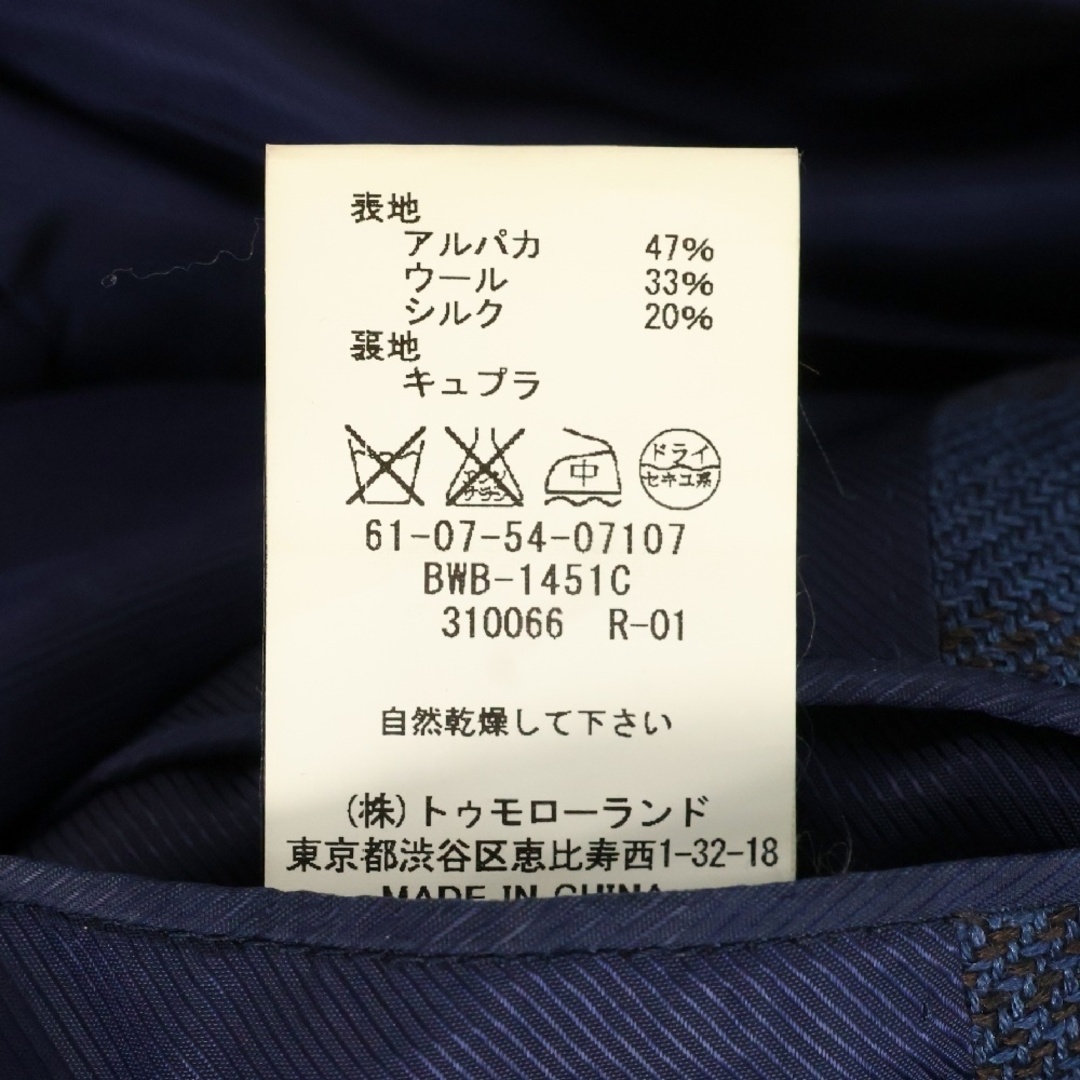 表地
アルパカ 47%
ウール 33%
シルク 20%
裏地
キュプラ
中
ドライ
セキユ系
61-07-54-07107
BWB-1451C
310066 R-01
自然乾燥して下さい
(株)トゥモローランド
東京都渋谷区恵比寿西1-32-18
MADE IN CHINA